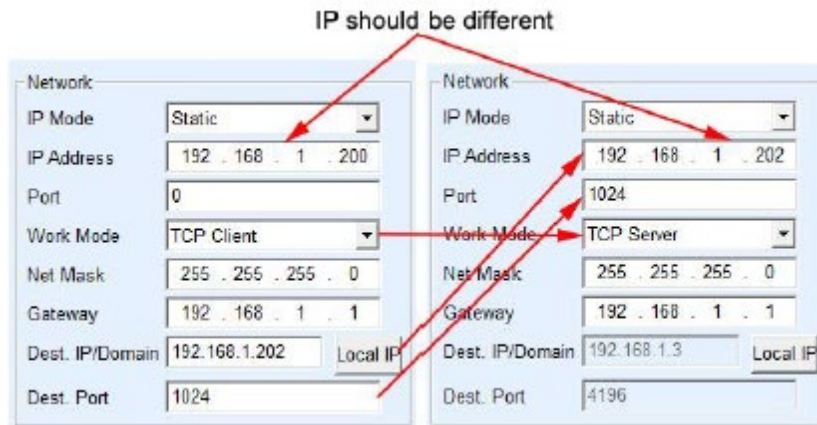 IP should be different
Network
IP Mode Static
IP Address 192 . 168 . 1 . 200
Port 0
Work Mode TCP Client
Net Mask 255 . 255 . 255 . 0
Gateway 192 . 168 . 1 . 1
Dest. IP/Domain 192.168.1.202 Local IP
Dest. Port 1024
Network
IP Mode Static
IP Address 192 . 168 . 1 . 202
Port 1024
Work Mode TCP Server
Net Mask 255 . 255 . 255 . 0
Gateway 192 . 168 . 1 . 1
Dest. IP/Domain 192.168.1.3 Local IP
Dest. Port 4196